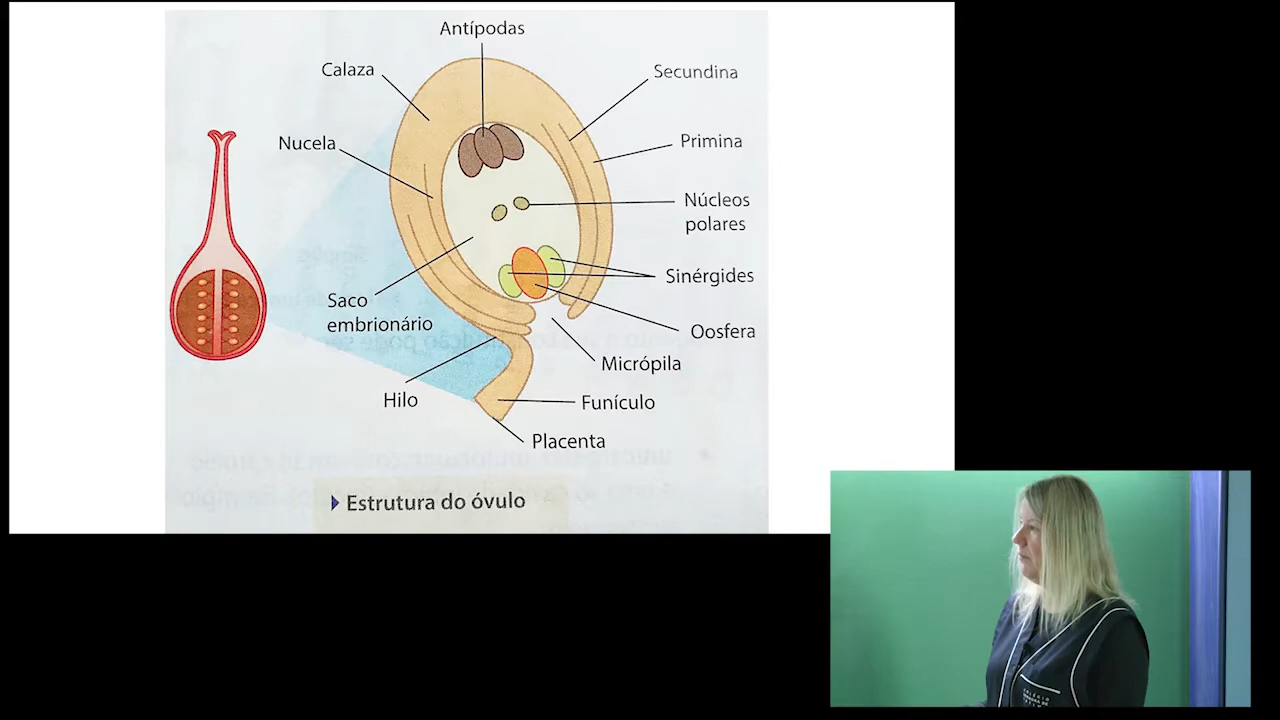 Antípodas
Calaza
Secundina
Nucela
Primina
Núcleos
polares
Sinérgides
Saco
embrionário
Oosfera
Micrópila
Hilo
Funículo
Placenta
Estrutura do óvulo